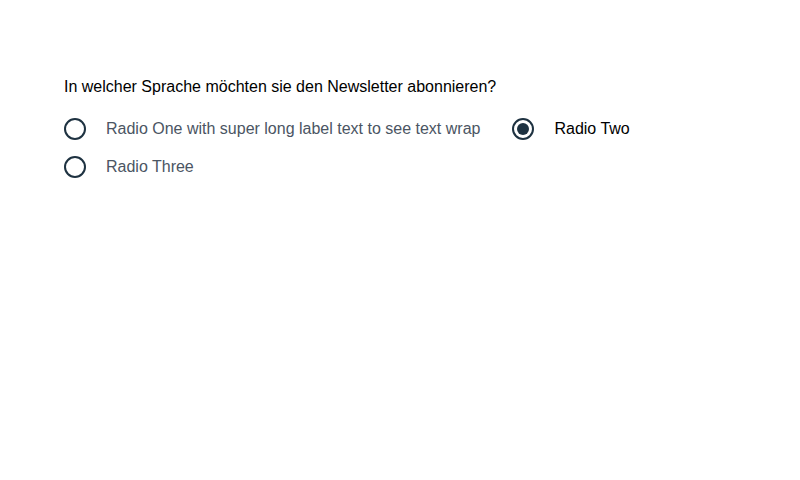 In welcher Sprache möchten sie den Newsletter abonnieren?
Radio One with super long label text to see text wrap Radio Two
Radio Three